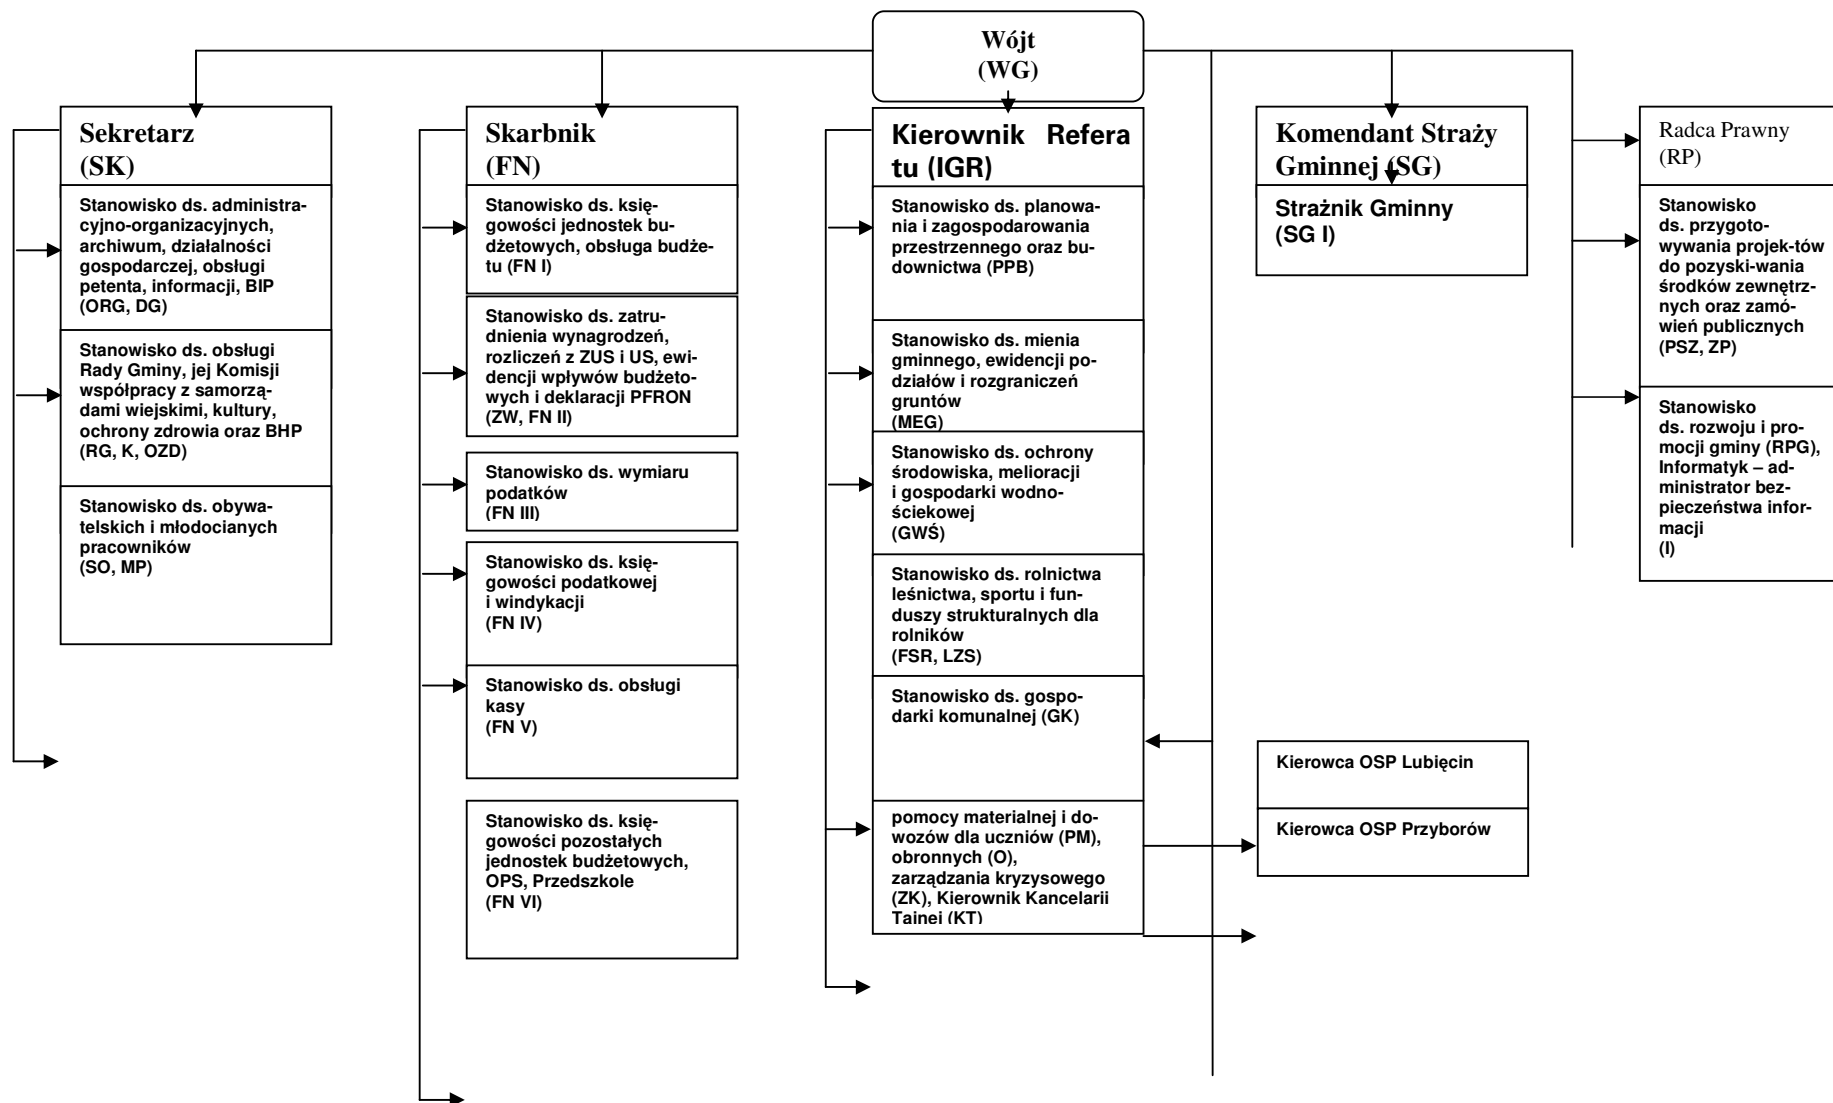 Wójt
(WG)
Sekretarz
(SK)
Stanowisko ds. administra-
cyjno-organizacyjnych,
archiwum, działalności
gospodarczej, obsługi
petenta, informacji, BIP
(ORG, DG)
Stanowisko ds. obsługi
Rady Gminy, jej Komisji
współpracy z samorzą-
dami wiejskimi, kultury,
ochrony zdrowia oraz BHP
(RG, K, OZD)
Stanowisko ds. obywa-
telskich i młodocianych
pracowników
(SO, MP)
Skarbnik
(FN)
Stanowisko ds. księ-
gowości jednostek bu-
dżetowych, obsługa budże-
tu (FN I)
Stanowisko ds. zatru-
dnienia wynagrodzeń,
rozliczeń z ZUS i US, ewi-
dencji wpływów budżeto-
wych i deklaracji PFRON
(ZW, FN II)
Stanowisko ds. wymiaru
podatków
(FN III)
Stanowisko ds. księ-
gowości podatkowej
i windykacji
(FN IV)
Stanowisko ds. obsługi
kasy
(FN V)
Stanowisko ds. księ-
gowości pozostałych
jednostek budżetowych,
OPS, Przedszkole
(FN VI)
Kierownik Refera
tu (IGR)
Stanowisko ds. planowa-
nia i zagospodarowania
przestrzennego oraz bu-
downictwa (PPB)
Stanowisko ds. mienia
gminnego, ewidencji po-
działów i rozgraniczeń
gruntów
(MEG)
Stanowisko ds. ochrony
środowiska, melioracji
i gospodarki wodno-
ściekowej
(GWŚ)
Stanowisko ds. rolnictwa
leśnictwa, sportu i fun-
duszy strukturalnych dla
rolników
(FSR, LZS)
Stanowisko ds. gospo-
darki komunalnej (GK)
pomocy materialnej i do-
wozów dla uczniów (PM),
obronnych (O),
zarządzania kryzysowego
(ZK), Kierownik Kancelarii
Tajnej (KT)
Komendant Straży
Gminnej (SG)
Strażnik Gminny
(SG I)
Kierowca OSP Lubięcin
Kierowca OSP Przyborów
Radca Prawny
(RP)
Stanowisko
ds. przygoto-
wywania projek-tów
do pozyski-wania
środków zewnętrz-
nych oraz zamó-
wień publicznych
(PSZ, ZP)
Stanowisko
ds. rozwoju i pro-
mocji gminy (RPG),
Informatyk – ad-
ministrator bez-
pieczeństwa infor-
macji
(I)